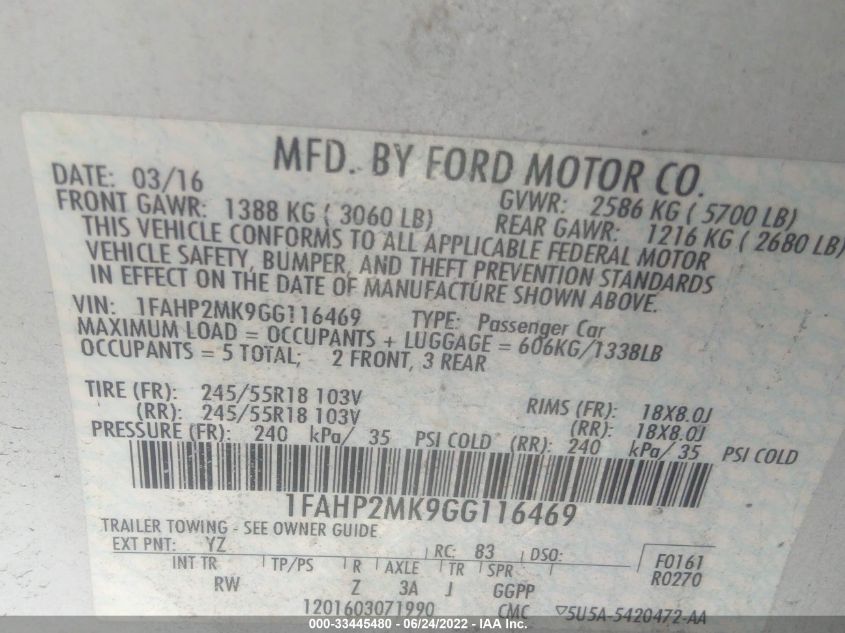 MFD. BY FORD MOTOR CO.
DATE: 03/16 GVWR: 2586 KG ( 5700 LB)
FRONT GAWR: 1388 KG ( 3060 LB) REAR GAWR: 1216 KG ( 2680 LB)
THIS VEHICLE CONFORMS TO ALL APPLICABLE FEDERAL MOTOR
VEHICLE SAFETY, BUMPER, AND THEFT PREVENTION STANDARDS
IN EFFECT ON THE DATE OF MANUFACTURE SHOWN ABOVE.
VIN: 1FAHP2MK9GG116469 TYPE: Passenger Car
MAXIMUM LOAD = OCCUPANTS + LUGGAGE = 606KG/1338LB
OCCUPANTS = 5 TOTAL; 2 FRONT, 3 REAR
TIRE (FR): 245/55R18 103V RIMS (FR): 18X8.0J
(RR): 245/55R18 103V (RR): 18X8.0J
PRESSURE (FR): 240 kPa/ 35 PSI COLD (RR): 240 kPa/ 35 PSI COLD
1FAHP2MK9GG116469
TRAILER TOWING - SEE OWNER GUIDE
EXT PNT: YZ RC: 83 DSO: F0161
INT TR TP/PS R AXLE TR SPR R0270
RW Z 3A J GGPP
1201603071990 CMC ▽5U5A-5420472-AA
000-33445480 - 06/24/2022 - IAA Inc.